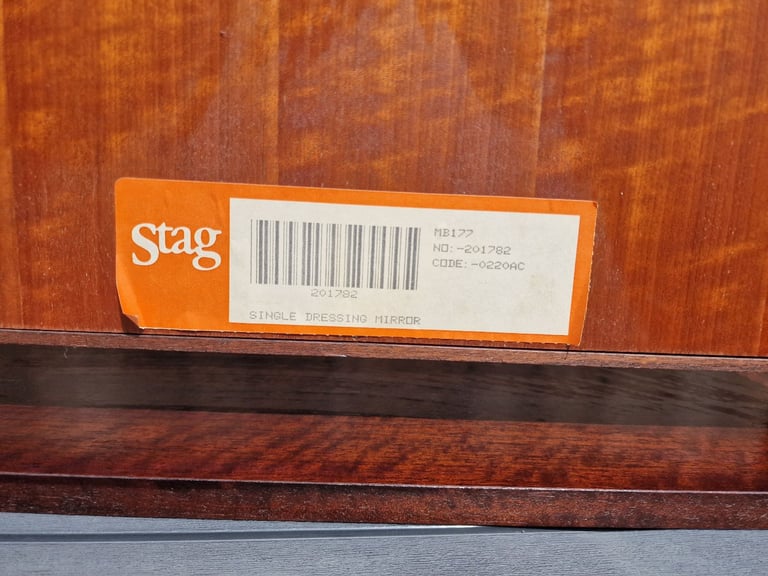 Stag
MB177
NO:-201782
CODE:-0220AC
201782
SINGLE DRESSING MIRROR